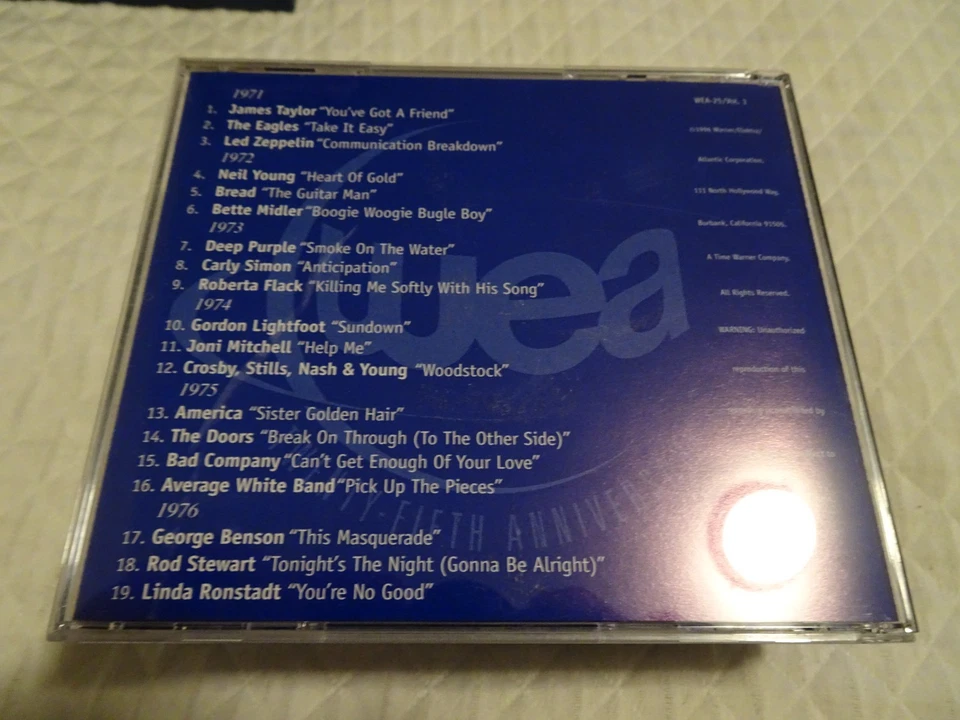 1971
1. James Taylor "You've Got A Friend"
2. The Eagles "Take It Easy"
3. Led Zeppelin "Communication Breakdown"
1972
4. Neil Young "Heart Of Gold"
5. Bread "The Guitar Man"
6. Bette Midler "Boogie Woogie Bugle Boy"
1973
7. Deep Purple "Smoke On The Water"
8. Carly Simon "Anticipation"
9. Roberta Flack "Killing Me Softly With His Song"
1974
10. Gordon Lightfoot "Sundown"
11. Joni Mitchell "Help Me"
12. Crosby, Stills, Nash & Young "Woodstock"
1975
13. America "Sister Golden Hair"
14. The Doors "Break On Through (To The Other Side)"
15. Bad Company "Can't Get Enough Of Your Love"
16. Average White Band "Pick Up The Pieces"
1976
17. George Benson "This Masquerade"
18. Rod Stewart "Tonight's The Night (Gonna Be Alright)"
19. Linda Ronstadt "You're No Good"
wea
WEA-25/Vol. 1
Atlantic Corporation,
111 North Hollywood Way,
Burbank, California 91505.
A Time Warner Company.
All Rights Reserved.
WARNING: Unauthorized
reproduction of this